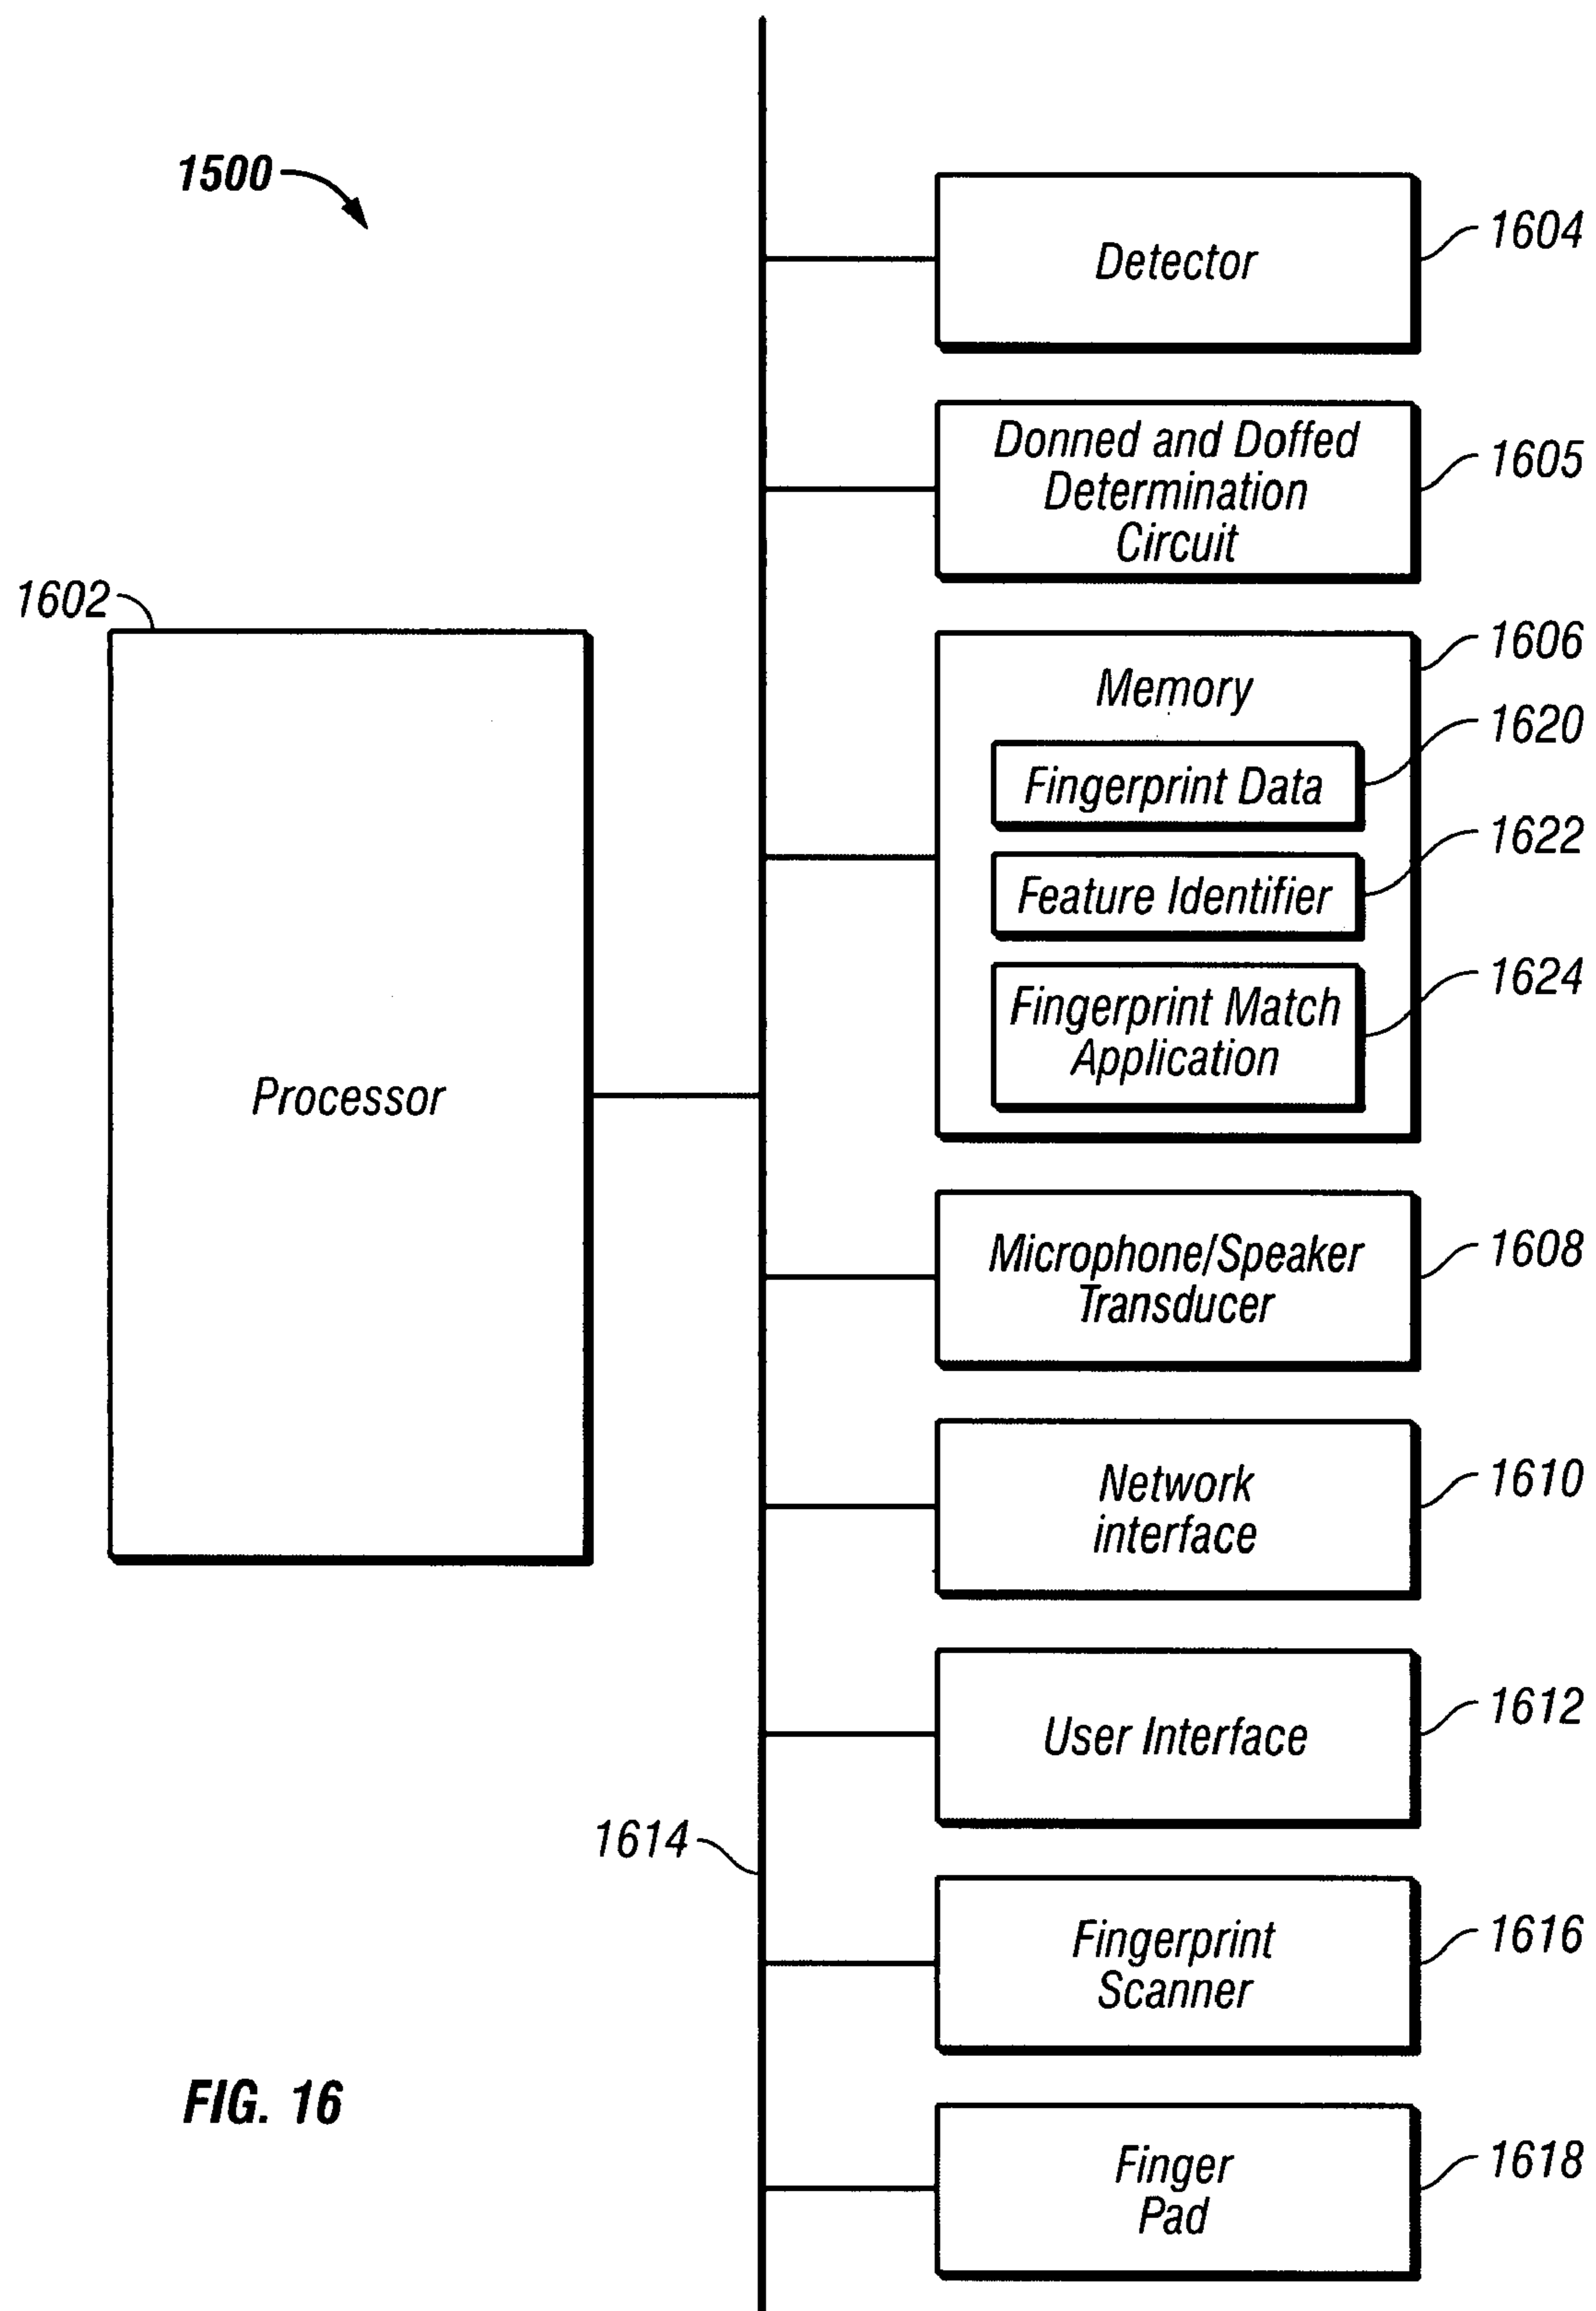 1500
1604
Detector
Donned and Doffed
Determination
Circuit
1605
1602
1606
Memory
1620
Fingerprint Data
1622
Feature Identifier
1624
Fingerprint Match
Application
Processor
Microphone/Speaker
Transducer
1608
Network
interface
1610
User Interface
1612
1614
Fingerprint
Scanner
1616
FIG. 16
Finger
Pad
1618